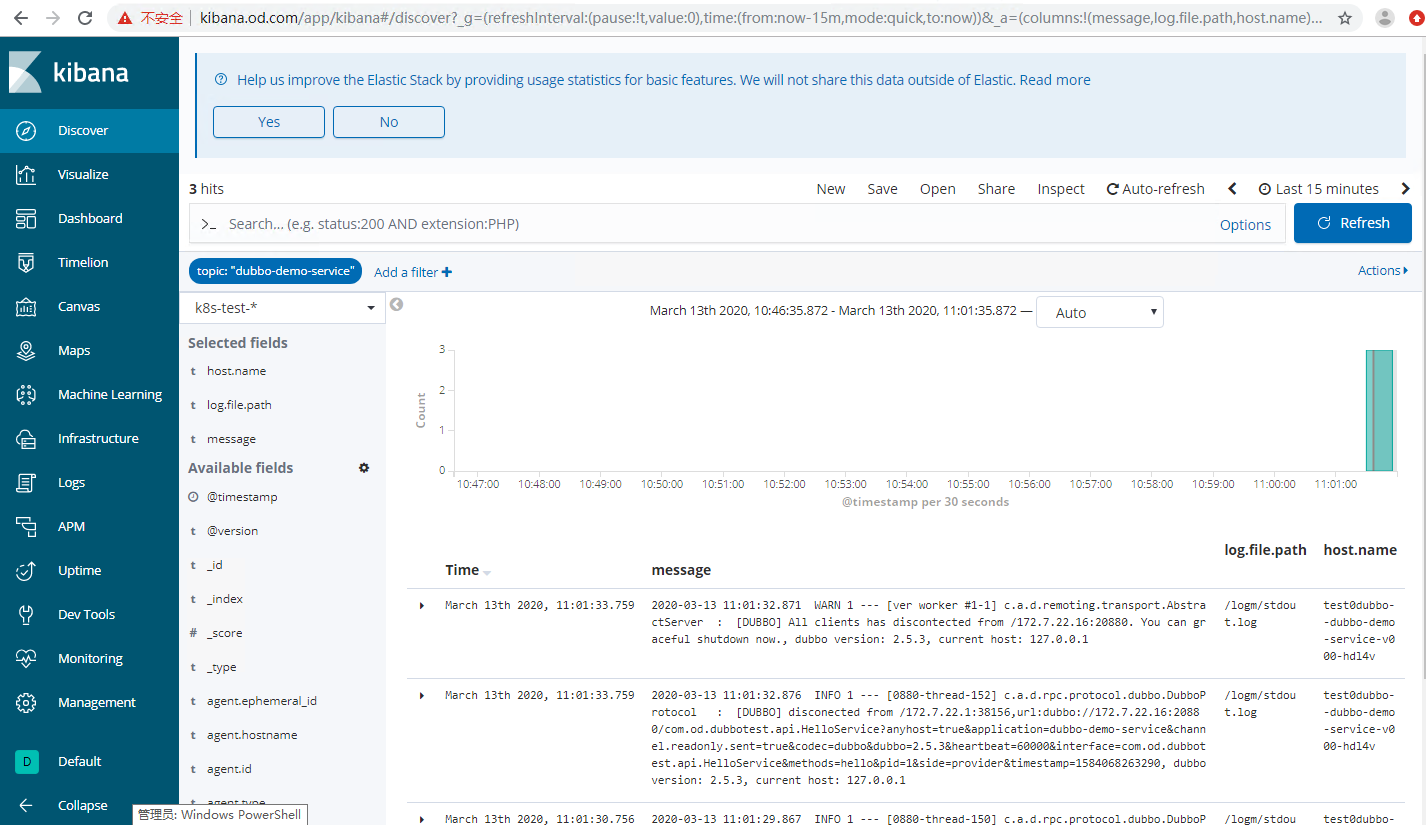 不安全
kibana.od.com/app/kibana#/discover?_g=(refreshInterval:(pause:!t,value:0),time:(from:now-15m,mode:quick,to:now))&_a=(columns:!(message,log.file.path,host.name)...
kibana
Discover
Visualize
Dashboard
Timelion
Canvas
Maps
Machine Learning
Infrastructure
Logs
APM
Uptime
Dev Tools
Monitoring
Management
D
Default
Collapse
管理员: Windows PowerShell
Help us improve the Elastic Stack by providing usage statistics for basic features. We will not share this data outside of Elastic. Read more
Yes
No
3 hits
New
Save
Open
Share
Inspect
Auto-refresh
Last 15 minutes
>_
Search... (e.g. status:200 AND extension:PHP)
Options
Refresh
topic: "dubbo-demo-service"
Add a filter
Actions
k8s-test-*
Selected fields
t host.name
t log.file.path
t message
Available fields
@timestamp
t @version
t _id
t _index
# _score
t _type
t agent.ephemeral_id
t agent.hostname
t agent.id
t agent.type
March 13th 2020, 10:46:35.872 - March 13th 2020, 11:01:35.872 —
Auto
Count
3
2
1
0
10:47:00
10:48:00
10:49:00
10:50:00
10:51:00
10:52:00
10:53:00
10:54:00
10:55:00
10:56:00
10:57:00
10:58:00
10:59:00
11:00:00
11:01:00
@timestamp per 30 seconds
Time
message
log.file.path
host.name
March 13th 2020, 11:01:33.759
2020-03-13 11:01:32.871 WARN 1 --- [ver worker #1-1] c.a.d.remoting.transport.Abstra
ctServer : [DUBBO] All clients has discontected from /172.7.22.16:20880. You can gr
aceful shutdown now., dubbo version: 2.5.3, current host: 127.0.0.1
/logm/stdou
t.log
test0dubbo-
-dubbo-demo
-service-v0
00-hdl4v
March 13th 2020, 11:01:33.759
2020-03-13 11:01:32.876 INFO 1 --- [0880-thread-152] c.a.d.rpc.protocol.dubbo.DubboP
rotocol : [DUBBO] disconected from /172.7.22.1:38156,url:dubbo://172.7.22.16:2088
0/com.od.dubbotest.api.HelloService?anyhost=true&application=dubbo-demo-service&chann
el.readonly.sent=true&codec=dubbo&dubbo=2.5.3&heartbeat=60000&interface=com.od.dubbot
est.api.HelloService&methods=hello&pid=1&side=provider&timestamp=1584068263290, dubbo
version: 2.5.3, current host: 127.0.0.1
/logm/stdou
t.log
test0dubbo-
-dubbo-demo
-service-v0
00-hdl4v
March 13th 2020, 11:01:30.756
2020-03-13 11:01:29.867 INFO 1 --- [0880-thread-150] c.a.d.rpc.protocol.dubbo.DubboP
/logm/stdou
test0dubbo-